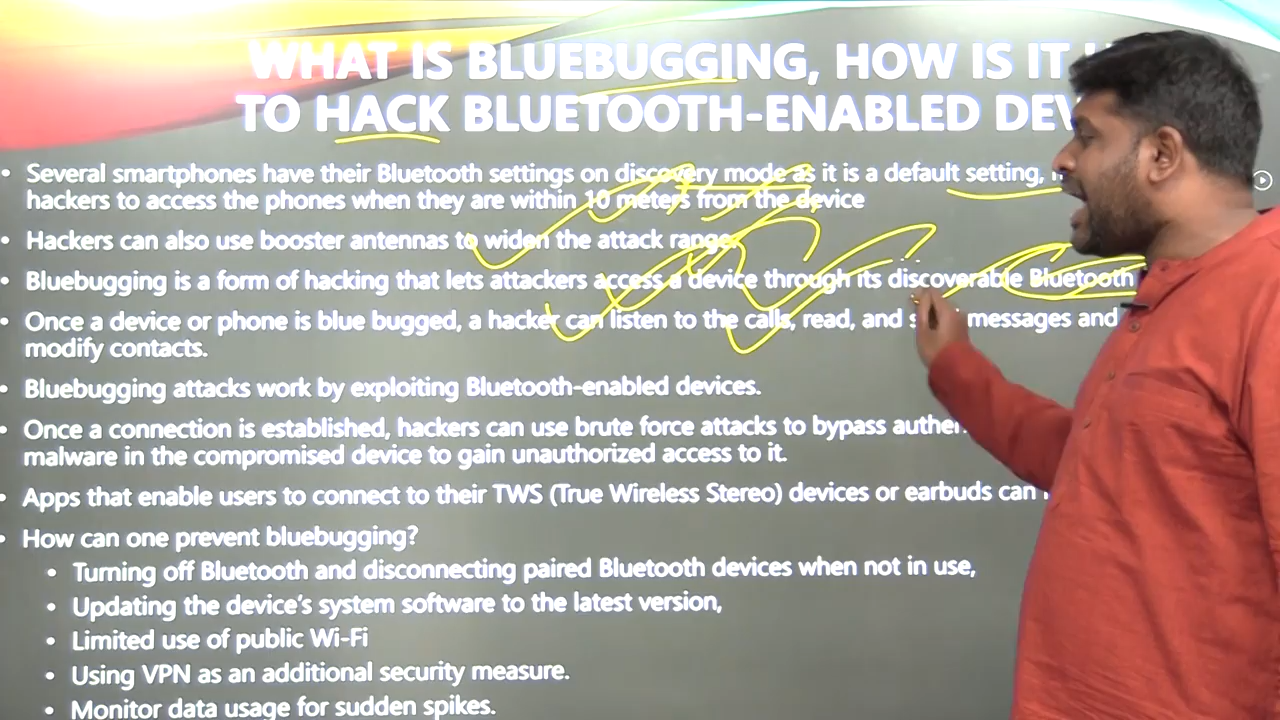 WHAT IS BLUEBUGGING, HOW IS IT
TO HACK BLUETOOTH-ENABLED
Several smartphones have their Bluetooth settings on discovery mode as it is a default setting,
hackers to access the phones when they are within 10 meters from the device
Hackers can also use booster antennas to widen the attack range.
Bluebugging is a form of hacking that lets attackers access a device through its discoverable Bluetooth
Once a device or phone is blue bugged, a hacker can listen to the calls, read, and messages and
modify contacts.
Bluebugging attacks work by exploiting Bluetooth-enabled devices.
Once a connection is established, hackers can use brute force attacks to bypass
malware in the compromised device to gain unauthorized access to it.
Apps that enable users to connect to their TWS (True Wireless Stereo) devices or earbuds can
How can one prevent bluebugging?
Turning off Bluetooth and disconnecting paired Bluetooth devices when not in use,
Updating the device's system software to the latest version,
Limited use of public Wi-Fi
Using VPN as an additional security measure.
Monitor data usage for sudden spikes.